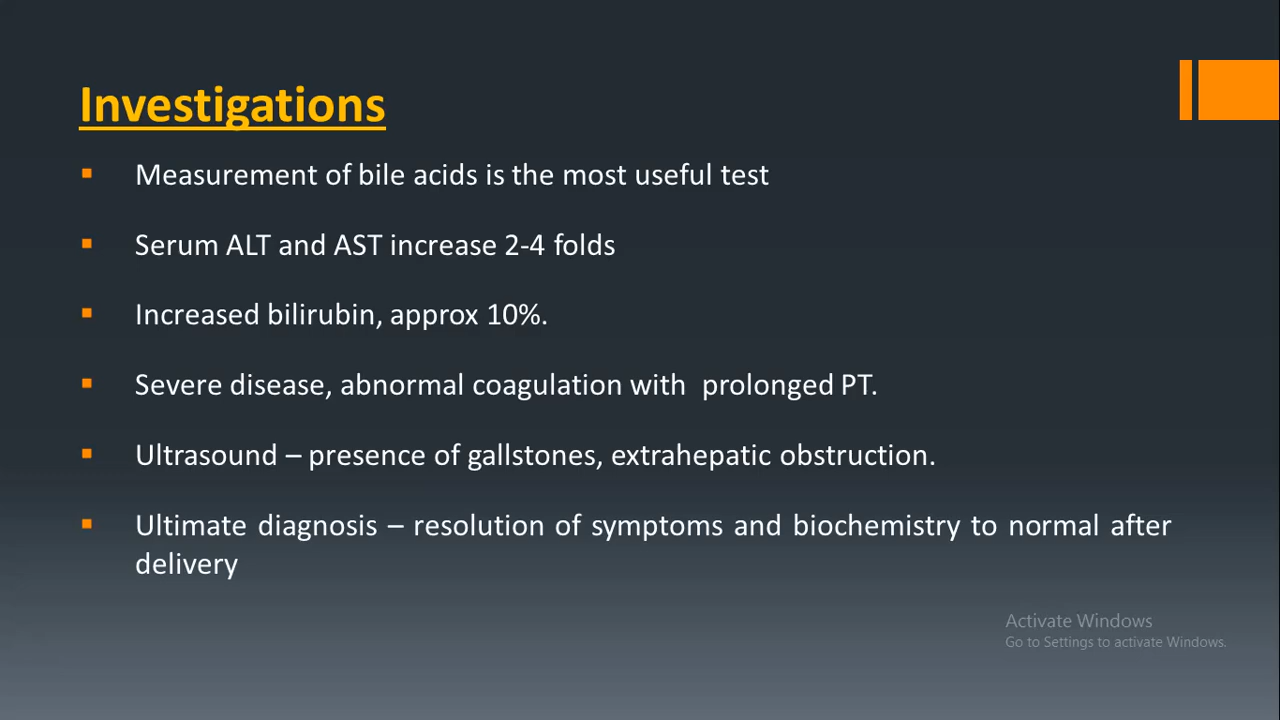 Investigations
Measurement of bile acids is the most useful test
Serum ALT and AST increase 2-4 folds
Increased bilirubin, approx 10%.
Severe disease, abnormal coagulation with  prolonged PT.
Ultrasound – presence of gallstones, extrahepatic obstruction.
Ultimate diagnosis – resolution of symptoms and biochemistry to normal after
delivery
Activate Windows
Go to Settings to activate Windows.